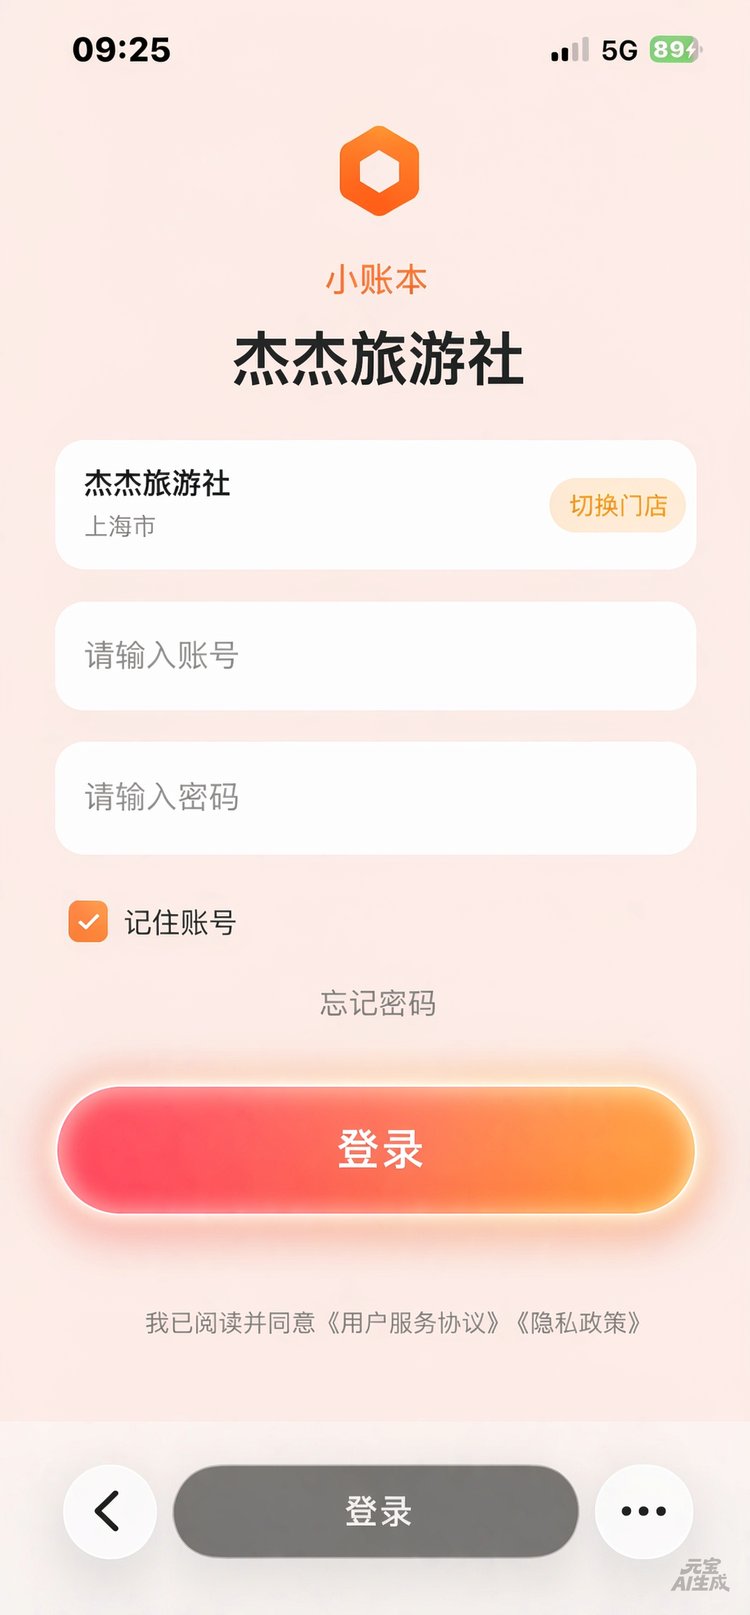 09:25
5G 89
小账本
杰杰旅游社
杰杰旅游社
上海市
切换门店
请输入账号
请输入密码
记住账号
忘记密码
登录
我已阅读并同意《用户服务协议》《隐私政策》
登录
元宝
AI生成